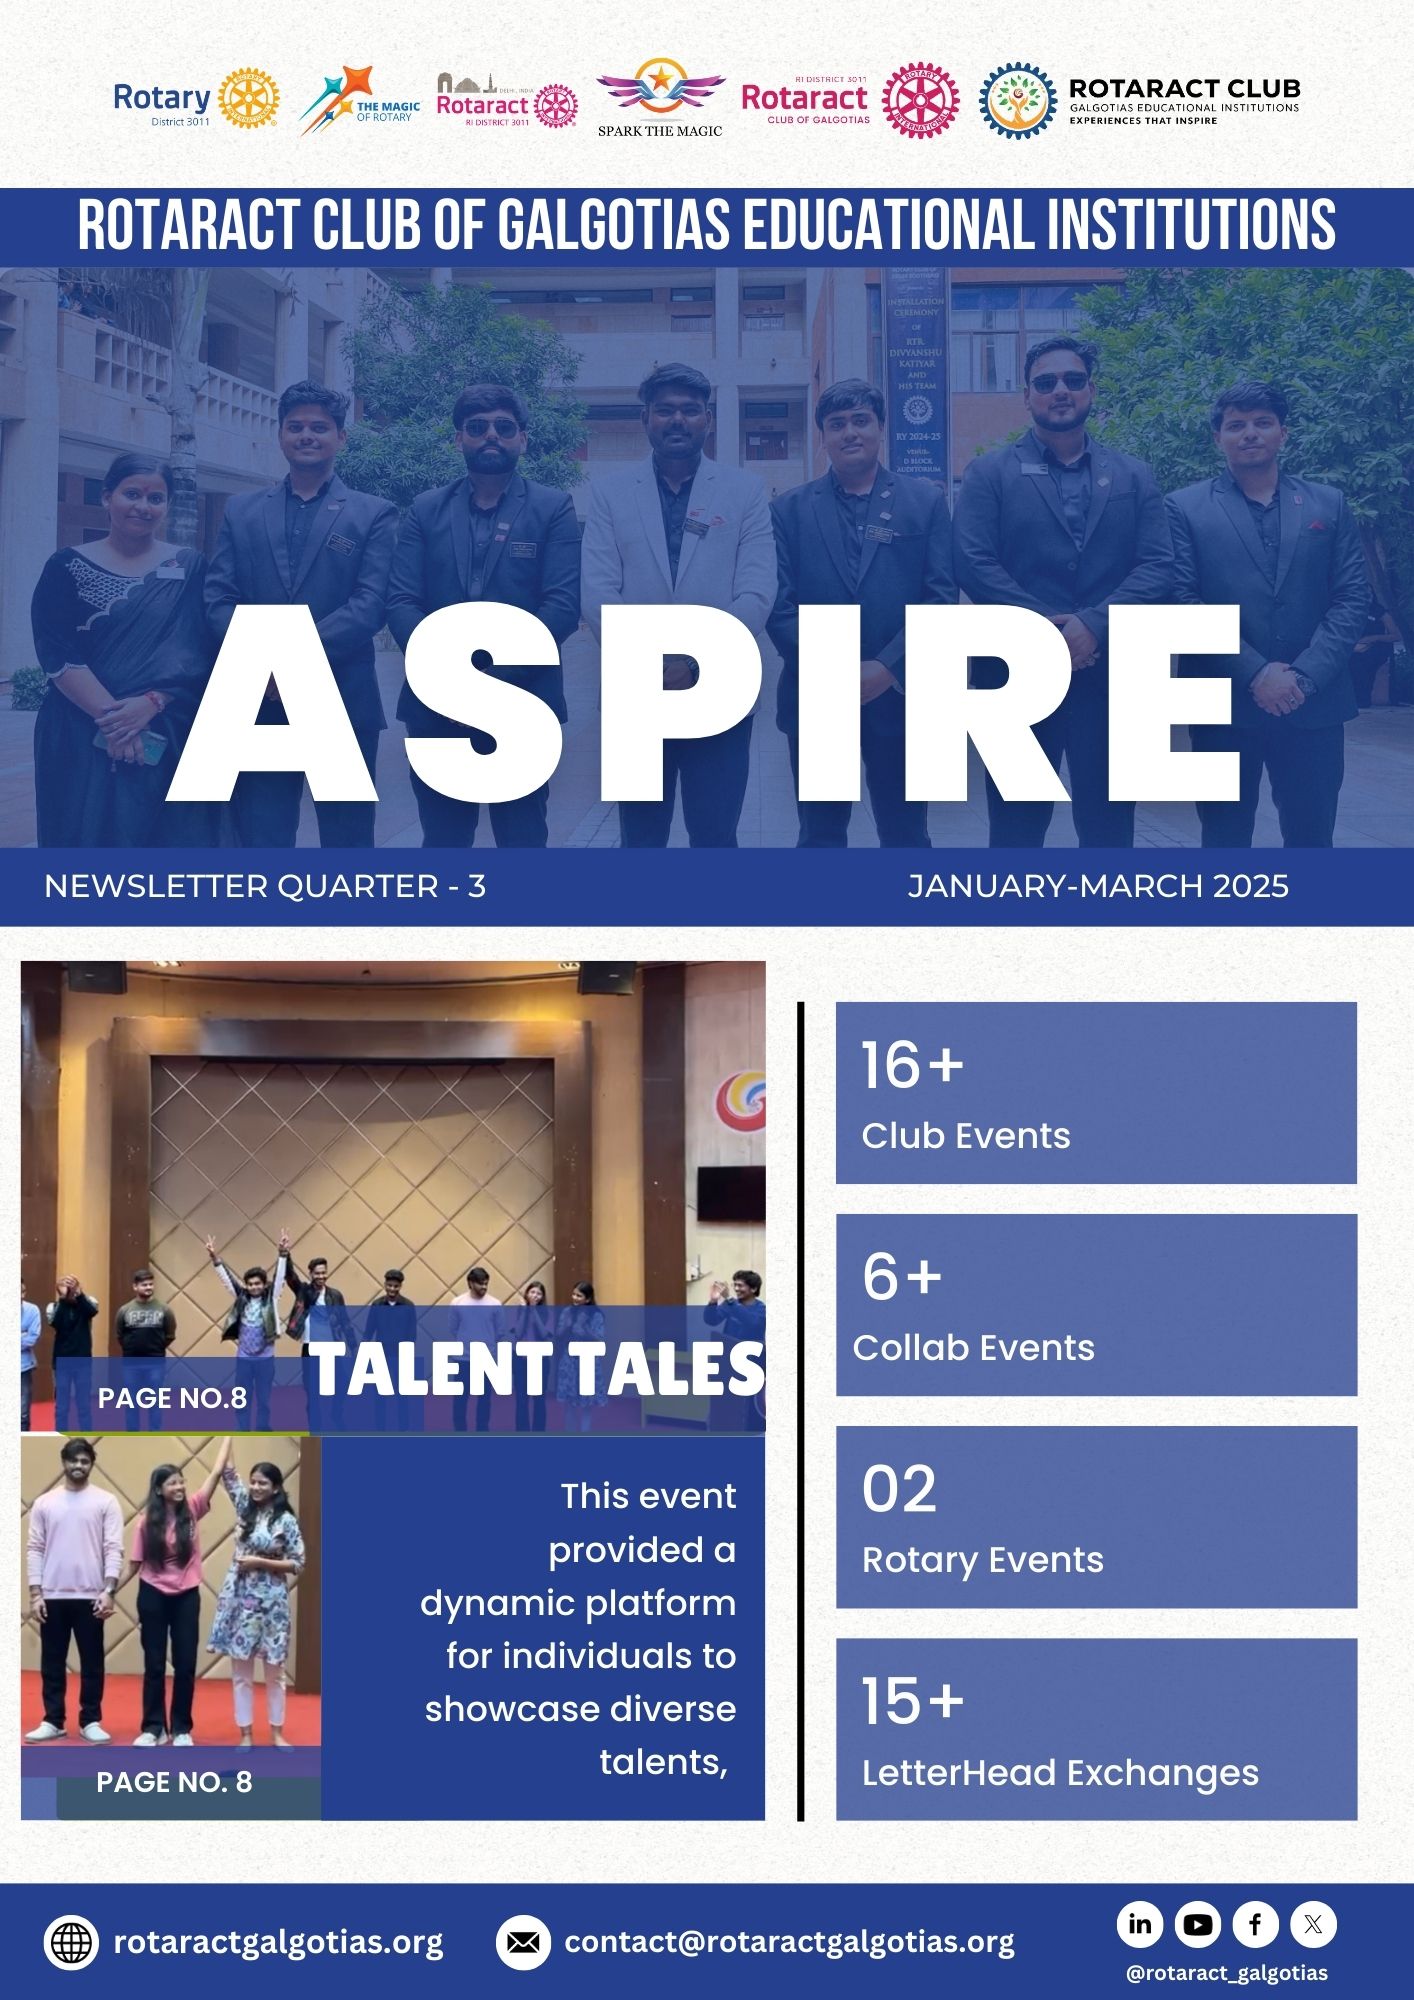 Rotary
District 3011
THE MAGIC
OF ROTARY
DELHI, INDIA
Rotaract
RI DISTRICT 3011
SPARK THE MAGIC
RI DISTRICT 3011
Rotaract
CLUB OF GALGOTIAS
ROTARY
INTERNATIONAL
ROTARACT CLUB
GALGOTIAS EDUCATIONAL INSTITUTIONS
EXPERIENCES THAT INSPIRE
ROTARACT CLUB OF GALGOTIAS EDUCATIONAL INSTITUTIONS
INSTALLATION
CEREMONY
OF
RTR.
DIVYANSHU
KATIYAR
AND
HIS TEAM
RY 2024-25
VENUE-
D BLOCK
AUDITORIUM
ASPIRE
NEWSLETTER QUARTER - 3
JANUARY-MARCH 2025
TALENT TALES
PAGE NO.8
This event
provided a
dynamic platform
for individuals to
showcase diverse
talents,
PAGE NO. 8
16+
Club Events
6+
Collab Events
02
Rotary Events
15+
LetterHead Exchanges
rotaractgalgotias.org
contact@rotaractgalgotias.org
@rotaract_galgotias